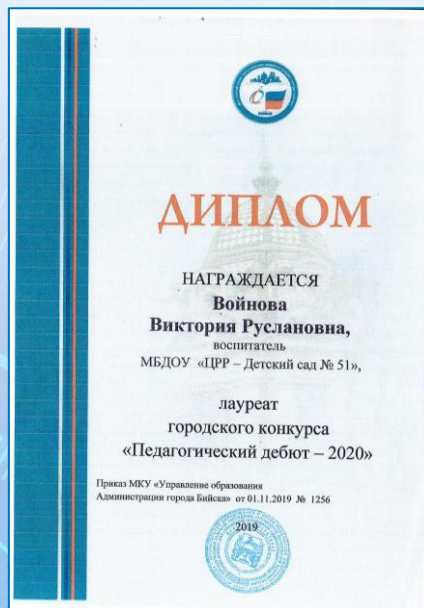 БИЙСК
ДИПЛОМ
НАГРАЖДАЕТСЯ
Войнова
Виктория Руслановна,
воспитатель
МБДОУ «ЦРР – Детский сад № 51»,
лауреат
городского конкурса
«Педагогический дебют – 2020»
Приказ МКУ «Управление образования
Администрации города Бийска» от 01.11.2019 № 1256
2019